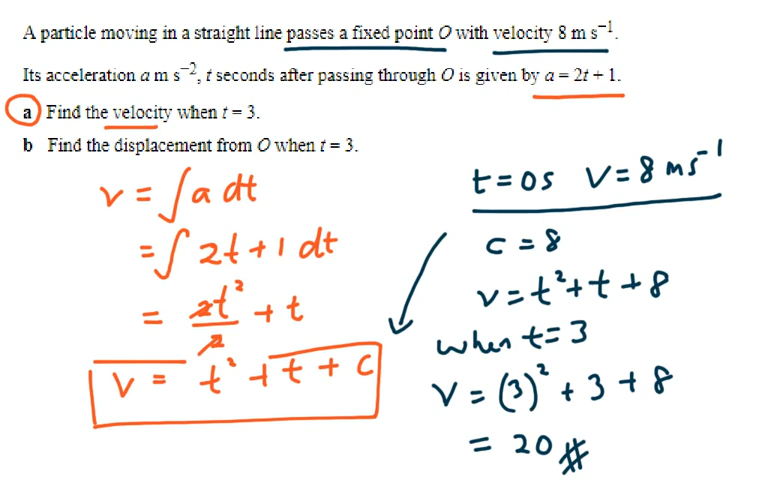 A particle moving in a straight line passes a fixed point O with velocity 8 m s⁻¹.
Its acceleration a m s⁻², t seconds after passing through O is given by a = 2t + 1.
a Find the velocity when t = 3.
b Find the displacement from O when t = 3.
v = ∫a dt
= ∫ 2t + 1 dt
= 2t²/2 + t
V = t² + t + c
t = 0s V = 8 ms⁻¹
c = 8
v = t² + t + 8
when t = 3
V = (3)² + 3 + 8
= 20 #